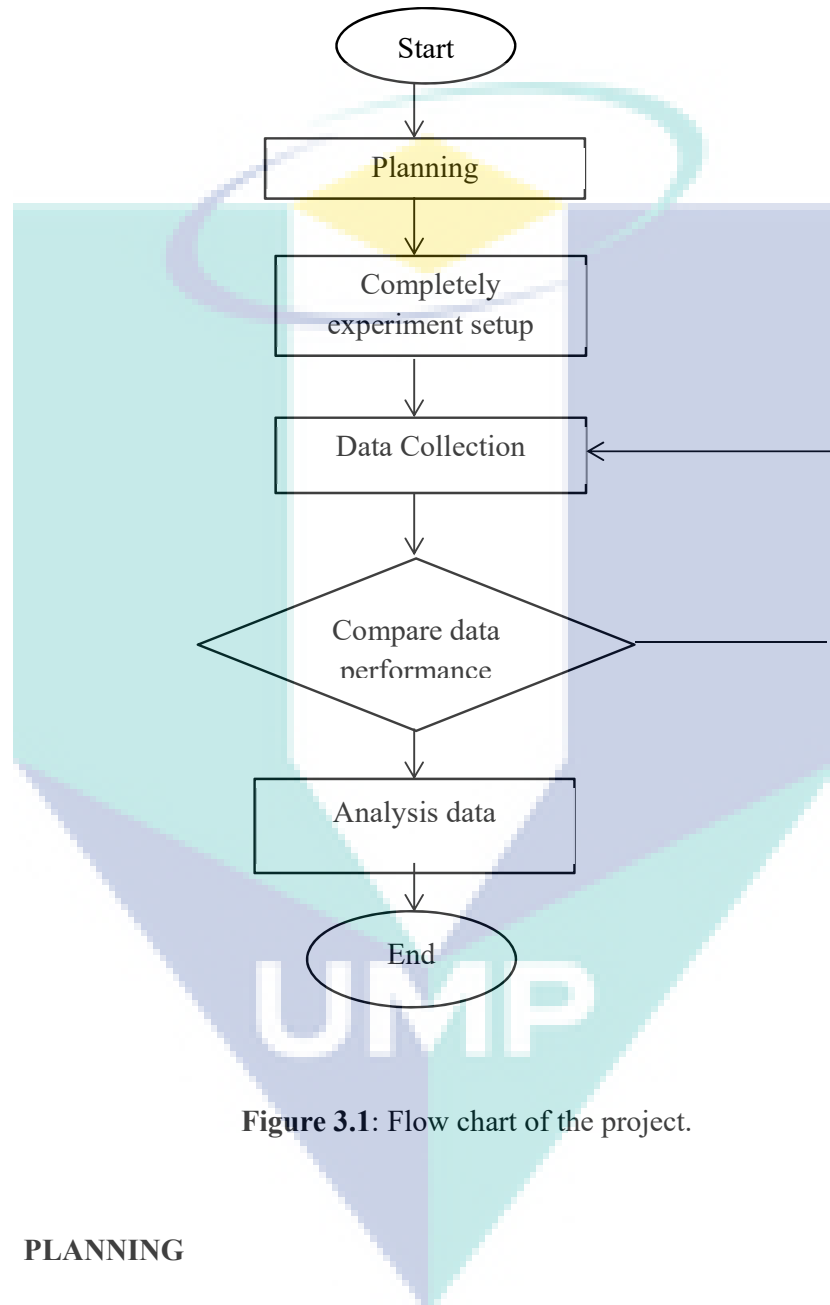 Start
Planning
Completely
experiment setup
Data Collection
Compare data
performance
Analysis data
End
UMP
Figure 3.1: Flow chart of the project.
PLANNING